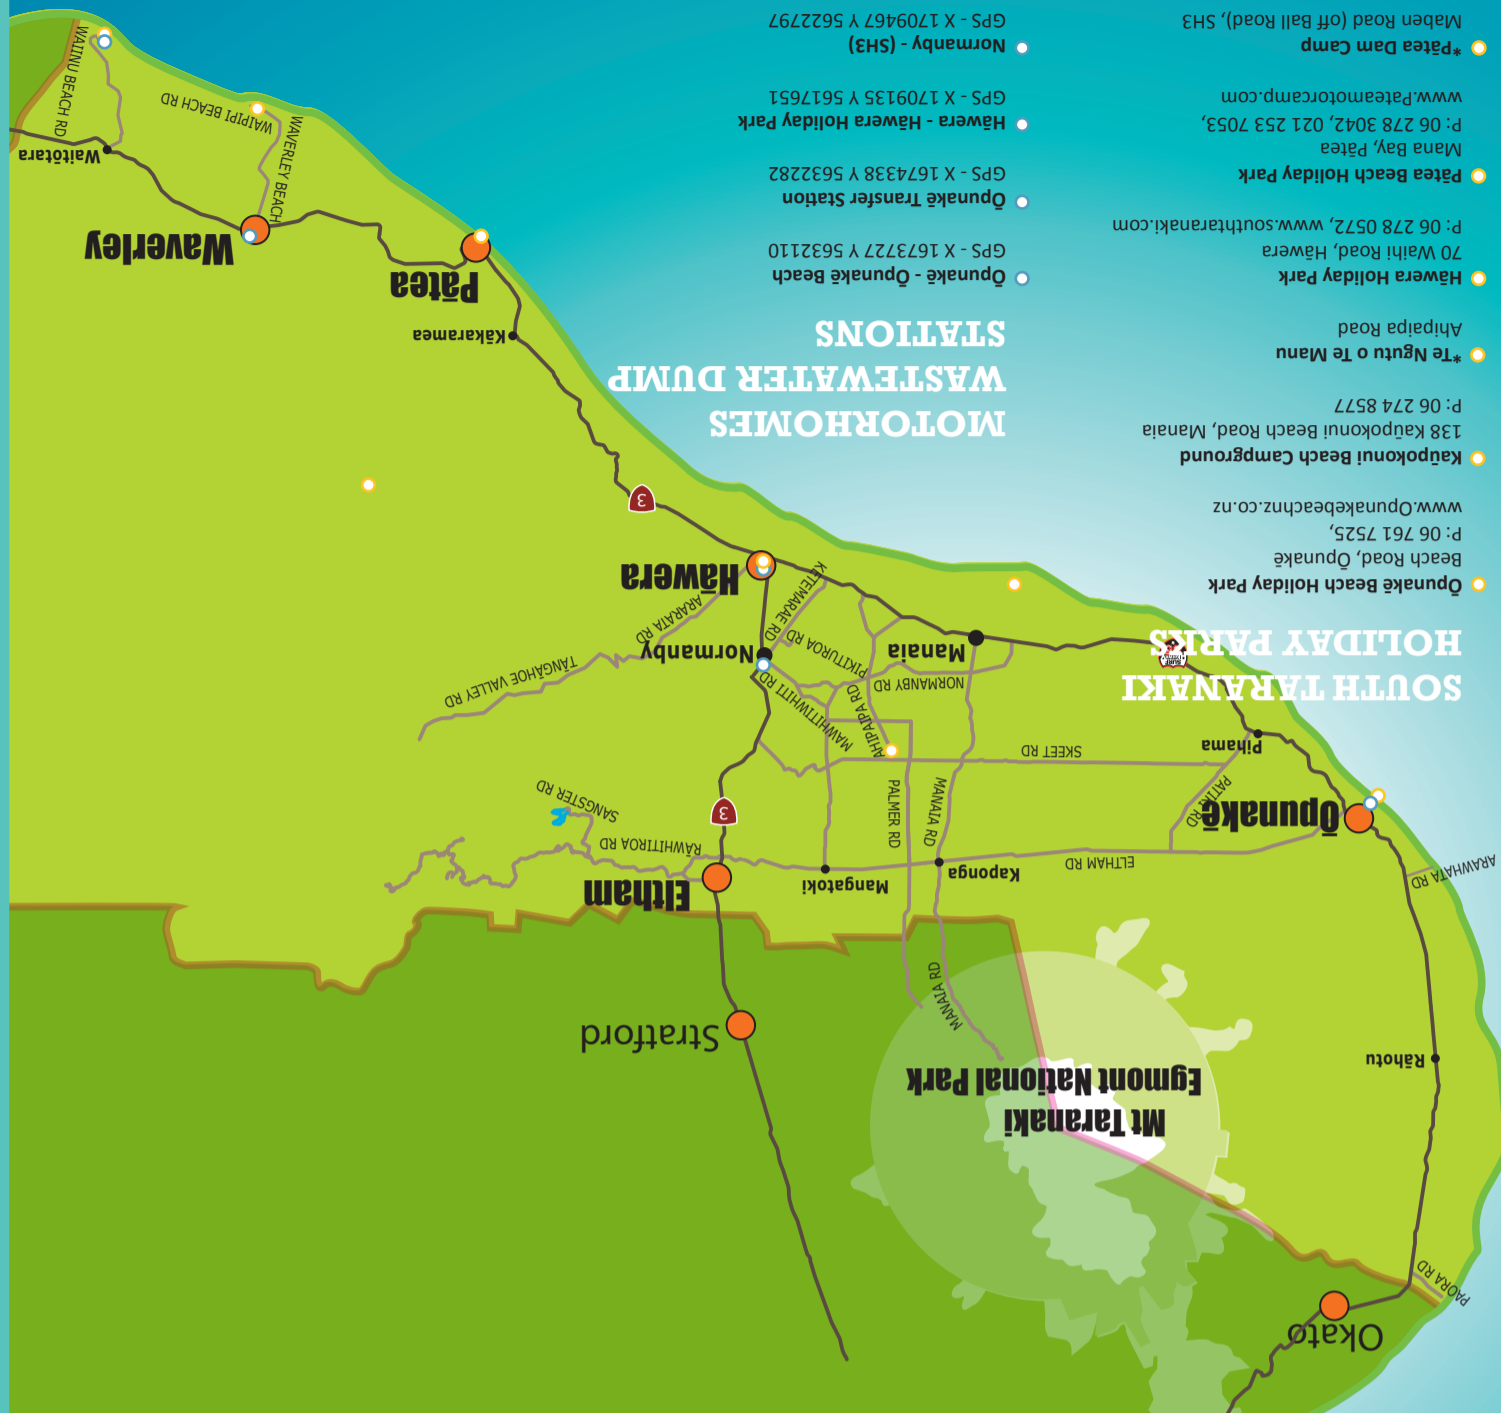 Okato
PAORA RD
Mt Taranaki
Egmont National Park
Rāhotu
Stratford
ARAWHATA RD
Eltham
Mangatoki
Kaponga
ELTHAM RD
RĀWHITIROA RD
SANGSTER RD
MANAIA RD
MANAIA RD
PALMER RD
Ōpunakē
PATIKI RD
SKEET RD
Pihama
AHIPAIPA RD
MAWHITIWHITI RD
NORMANBY RD
TĀNGĀHOE VALLEY RD
Normanby
Manaia
PIKITUROA RD
KETEMARAE RD
ARARATA RD
Hāwera
3
3
Kākaramea
Pātea
Waverley
WAVERLEY BEACH
WAIPIPI BEACH RD
Waitōtara
WAIINU BEACH RD
SOUTH TARANAKI
HOLIDAY PARKS
Ōpunakē Beach Holiday Park
Beach Road, Ōpunakē
P: 06 761 7525,
www.Opunakebeachnz.co.nz
Kaūpokonui Beach Campground
138 Kaūpokonui Beach Road, Manaia
P: 06 274 8577
*Te Ngutu o Te Manu
Ahipaipa Road
Hāwera Holiday Park
70 Waihi Road, Hāwera
P: 06 278 0572, www.southtaranaki.com
Pātea Beach Holiday Park
Mana Bay, Pātea
P: 06 278 3042, 021 253 7053,
www.Pateamotorcamp.com
*Pātea Dam Camp
Maben Road (off Ball Road), SH3
MOTORHOMES
WASTEWATER DUMP
STATIONS
Ōpunakē - Ōpunakē Beach
GPS - X 1673727 Y 5632110
Ōpunakē Transfer Station
GPS - X 1674338 Y 5632282
Hāwera - Hāwera Holiday Park
GPS - X 1709135 Y 5617651
Normanby - (SH3)
GPS - X 1709467 Y 5622797